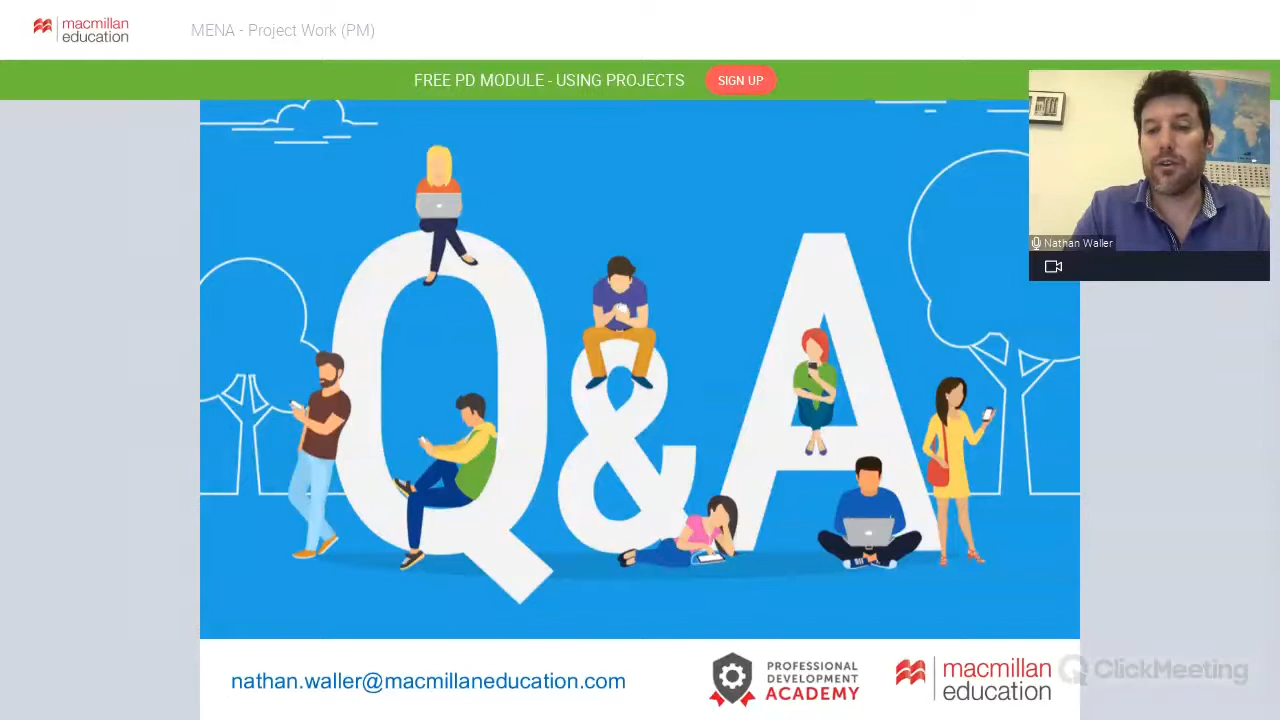 macmillan
education
MENA - Project Work (PM)
FREE PD MODULE - USING PROJECTS
SIGN UP
Nathan Waller
Q&A
nathan.waller@macmillaneducation.com
PROFESSIONAL
DEVELOPMENT
ACADEMY
macmillan
education
ClickMeeting